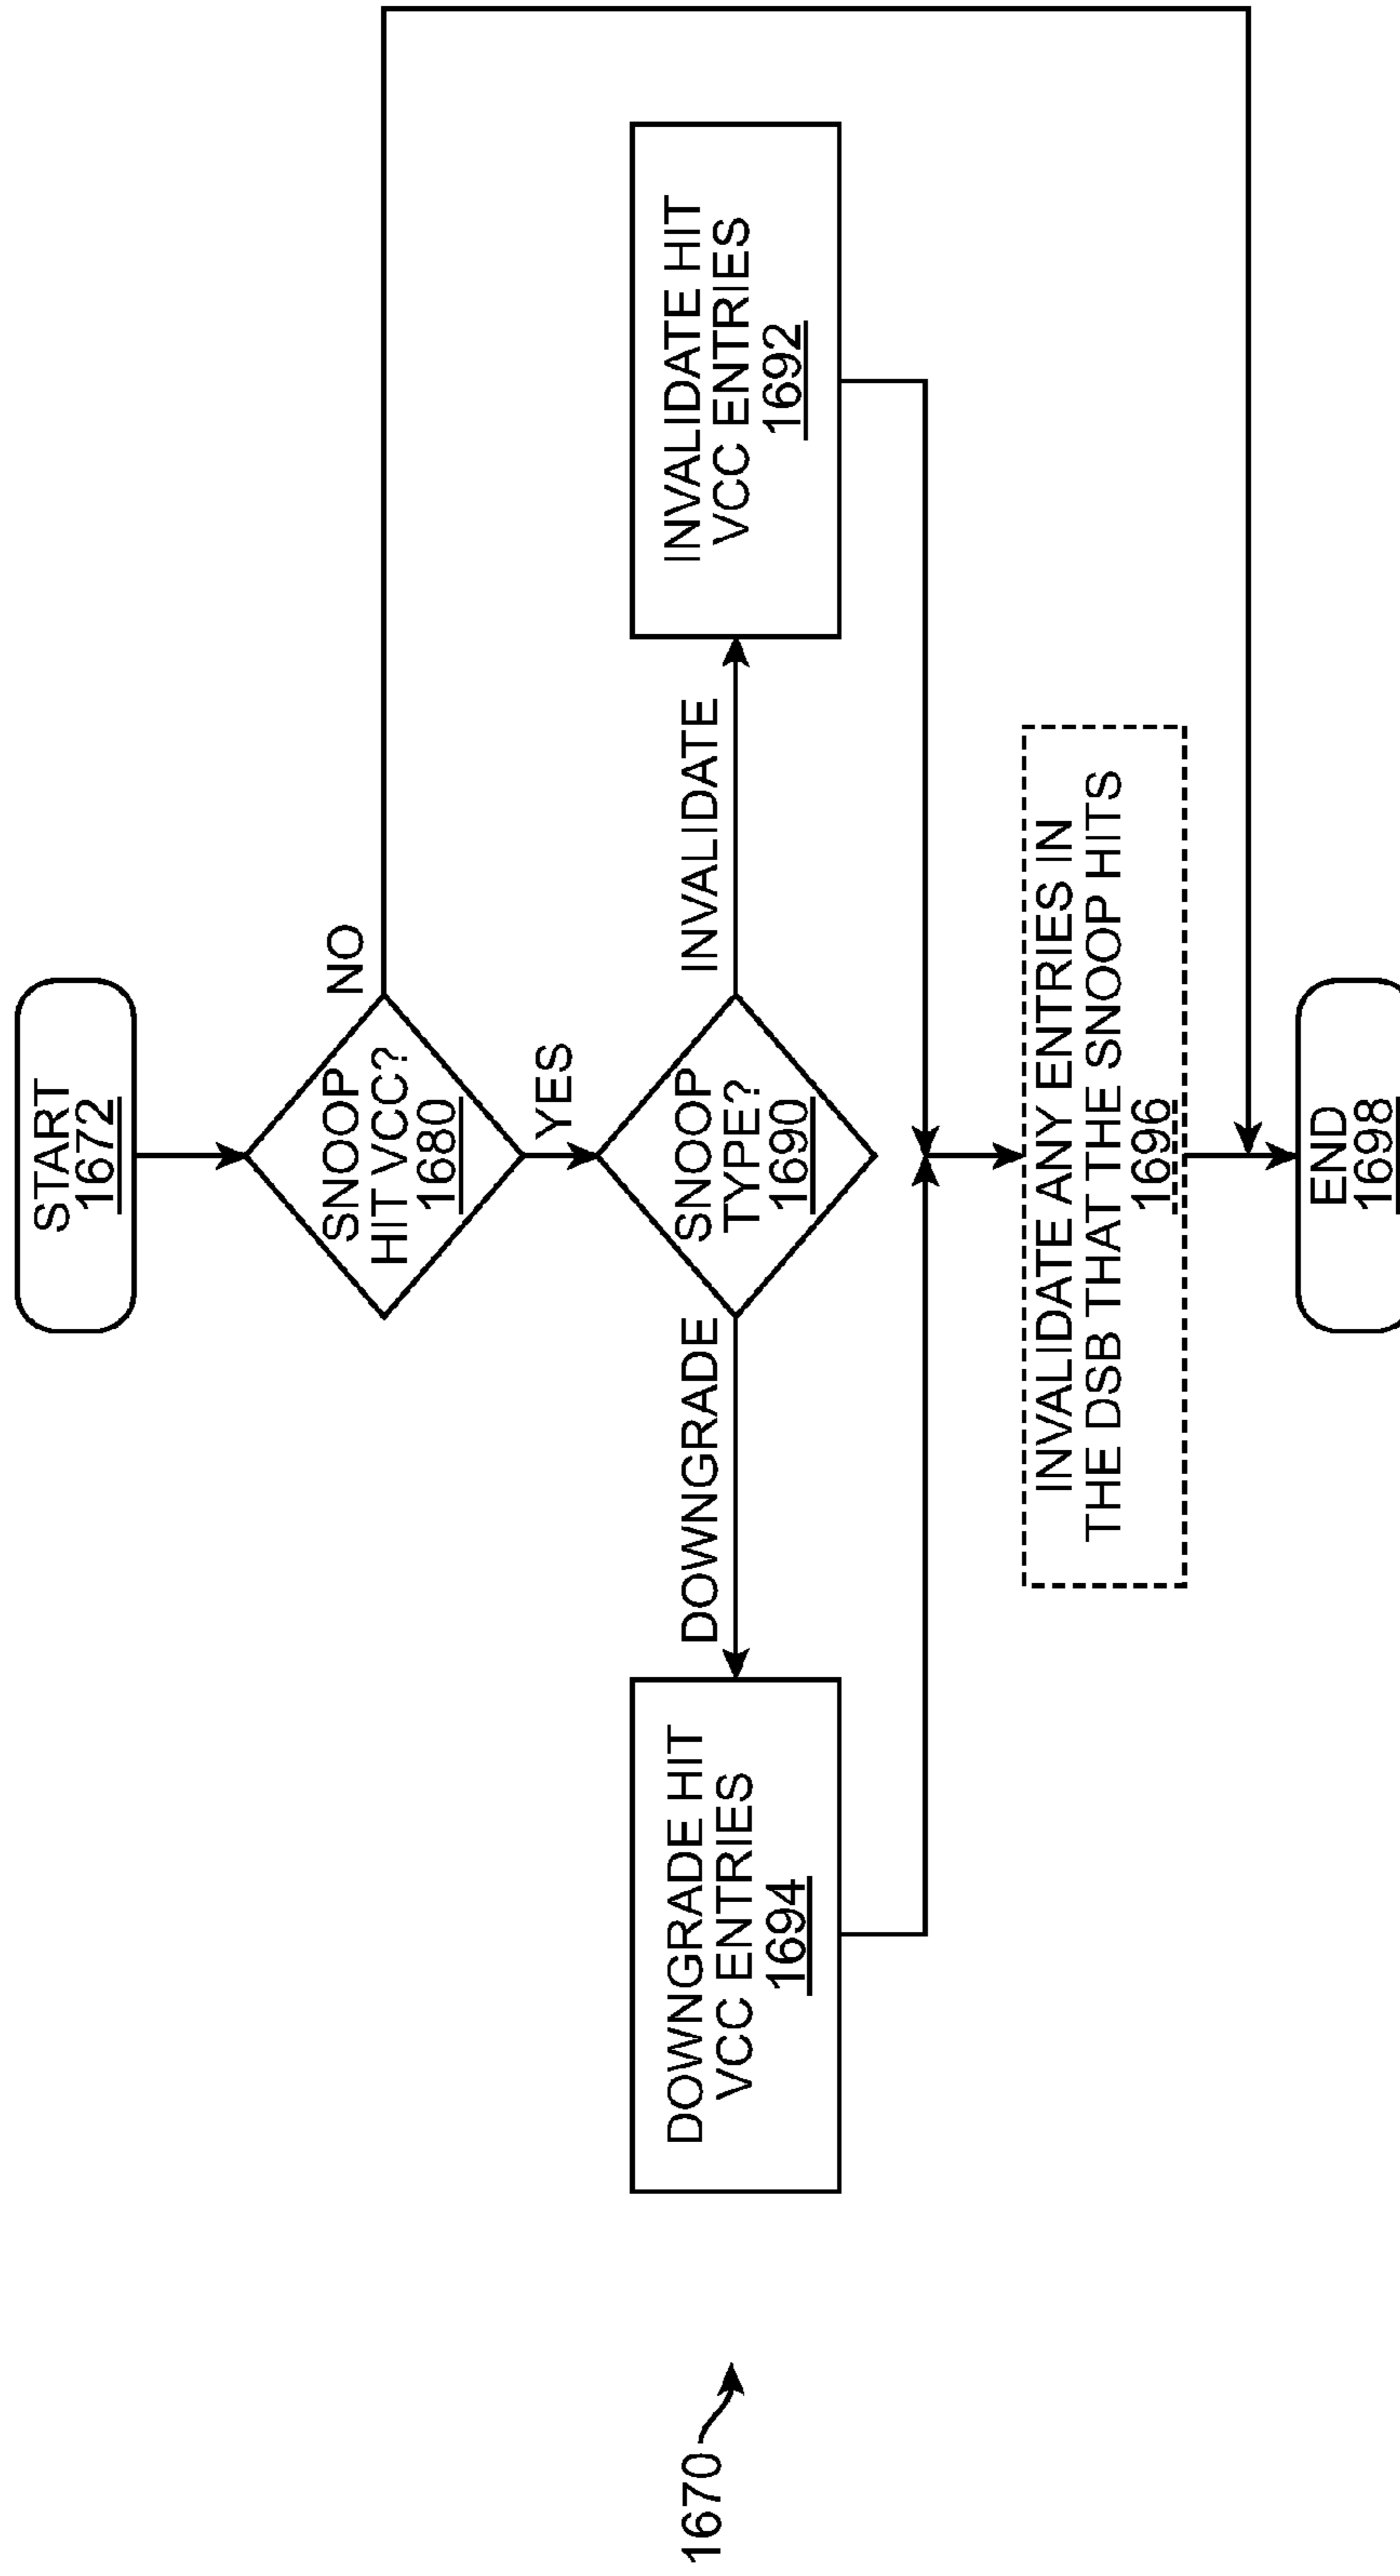 START
1672
SNOOP
HIT VCC?
1680
NO
YES
SNOOP
TYPE?
1690
DOWNGRADE
INVALIDATE
DOWNGRADE HIT
VCC ENTRIES
1694
INVALIDATE HIT
VCC ENTRIES
1692
INVALIDATE ANY ENTRIES IN
THE DSB THAT THE SNOOP HITS
1696
END
1698
1670